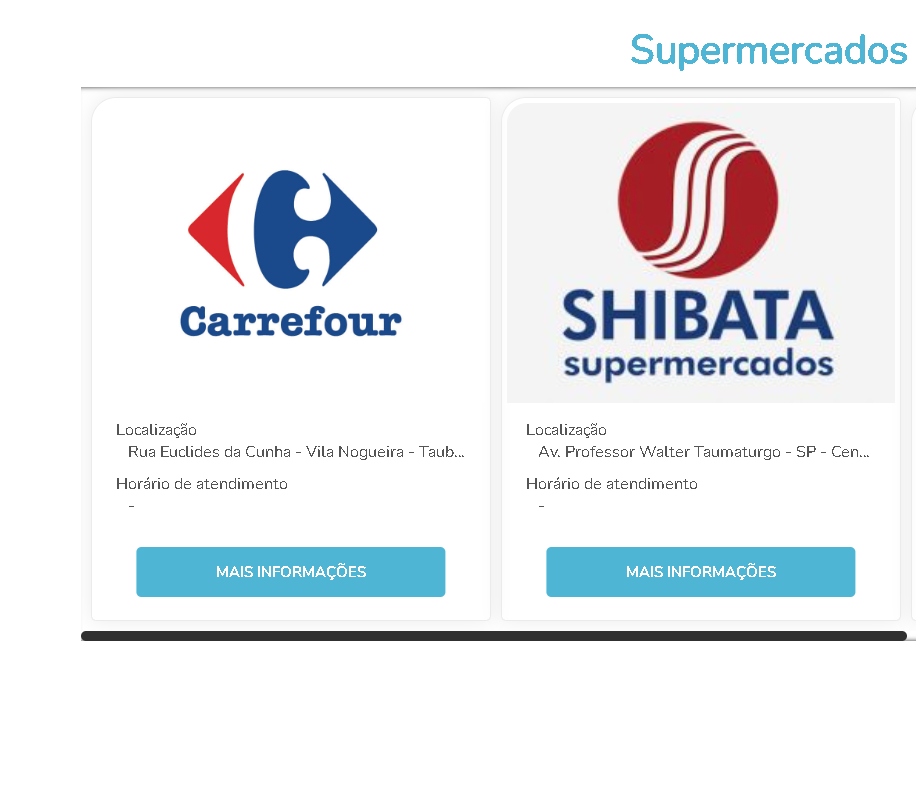 Supermercados
Carrefour
Localização
Rua Euclides da Cunha - Vila Nogueira - Taub...
Horário de atendimento
-
MAIS INFORMAÇÕES
SHIBATA
supermercados
Localização
Av. Professor Walter Taumaturgo - SP - Cen...
Horário de atendimento
-
MAIS INFORMAÇÕES